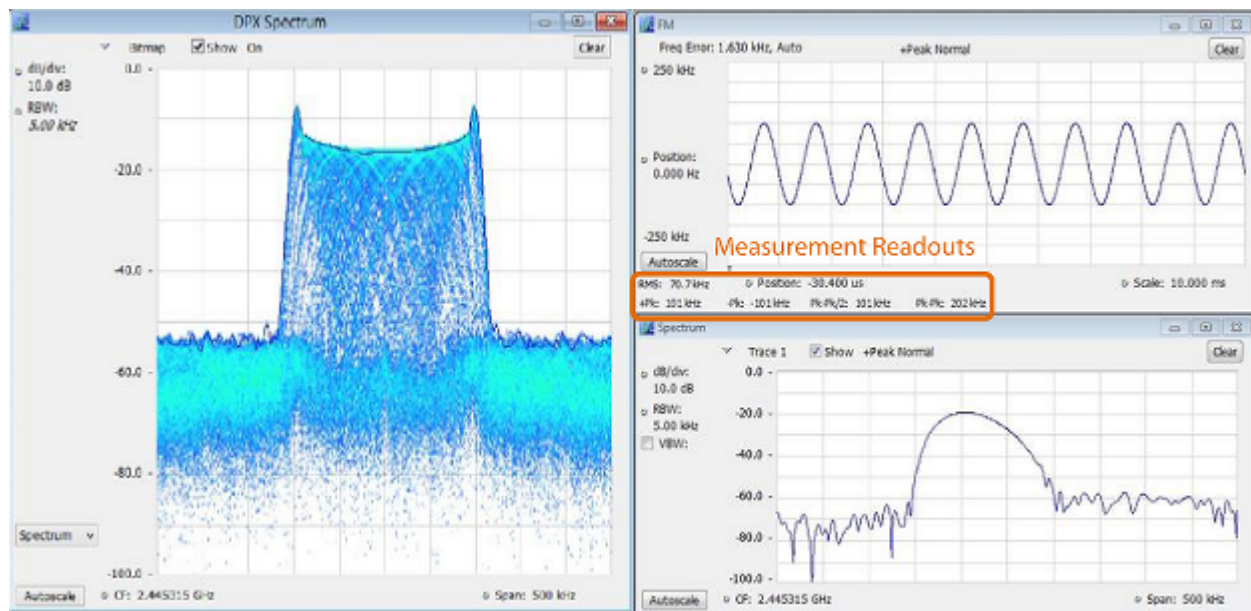 DPX Spectrum
Bitmap Show On Clear
dB/div:
10.0 dB
RBW:
5.00 kHz
0.0
-20.0
-40.0
-60.0
-80.0
-100.0
Spectrum
Autoscale CF: 2.445315 GHz Span: 500 kHz
FM
Freq Error: 1.630 kHz, Auto +Peak Normal Clear
250 kHz
Position:
0.000 Hz
-250 kHz
Measurement Readouts
Autoscale
RMS: 70.7 kHz Position: -30.400 us Scale: 10.000 ms
+Pk: 101 kHz -Pk: -101 kHz Pk-Pk/2: 101 kHz Pk-Pk: 202 kHz
Spectrum
Trace 1 Show +Peak Normal Clear
dB/div:
10.0 dB
RBW:
5.00 kHz
VBW:
0.0
-20.0
-40.0
-60.0
-80.0
-100.0
Autoscale CF: 2.445315 GHz Span: 500 kHz